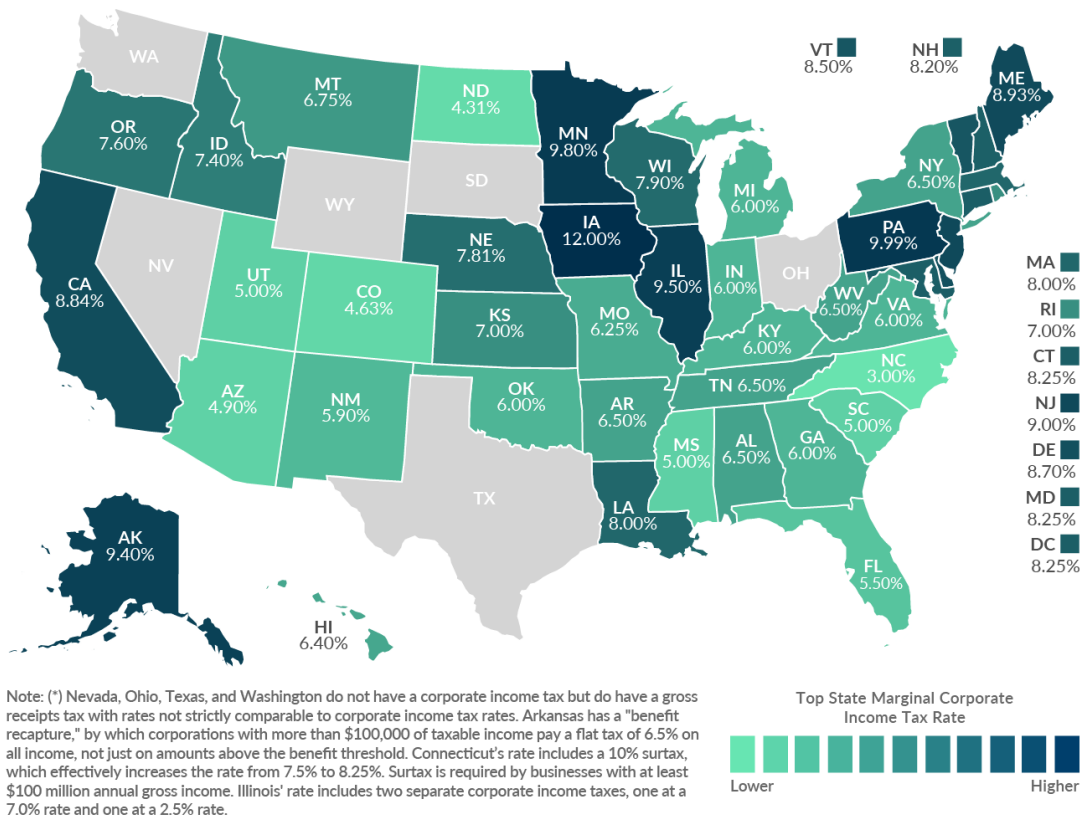 WA
MT
6.75%
ND
4.31%
MN
9.80%
VT
8.50%
NH
8.20%
ME
8.93%
OR
7.60%
ID
7.40%
WY
SD
WI
7.90%
MI
6.00%
NY
6.50%
CA
8.84%
NV
UT
5.00%
CO
4.63%
NE
7.81%
IA
12.00%
IL
9.50%
IN
6.00%
OH
PA
9.99%
WV
6.50%
VA
6.00%
KS
7.00%
MO
6.25%
KY
6.00%
AZ
4.90%
NM
5.90%
OK
6.00%
AR
6.50%
TN 6.50%
NC
3.00%
SC
5.00%
MS
5.00%
AL
6.50%
GA
6.00%
TX
LA
8.00%
FL
5.50%
AK
9.40%
HI
6.40%
MA
8.00%
RI
7.00%
CT
8.25%
NJ
9.00%
DE
8.70%
MD
8.25%
DC
8.25%
Note: (*) Nevada, Ohio, Texas, and Washington do not have a corporate income tax but do have a gross
receipts tax with rates not strictly comparable to corporate income tax rates. Arkansas has a "benefit
recapture," by which corporations with more than $100,000 of taxable income pay a flat tax of 6.5% on
all income, not just on amounts above the benefit threshold. Connecticut's rate includes a 10% surtax,
which effectively increases the rate from 7.5% to 8.25%. Surtax is required by businesses with at least
$100 million annual gross income. Illinois' rate includes two separate corporate income taxes, one at a
7.0% rate and one at a 2.5% rate.
Top State Marginal Corporate
Income Tax Rate
Lower
Higher